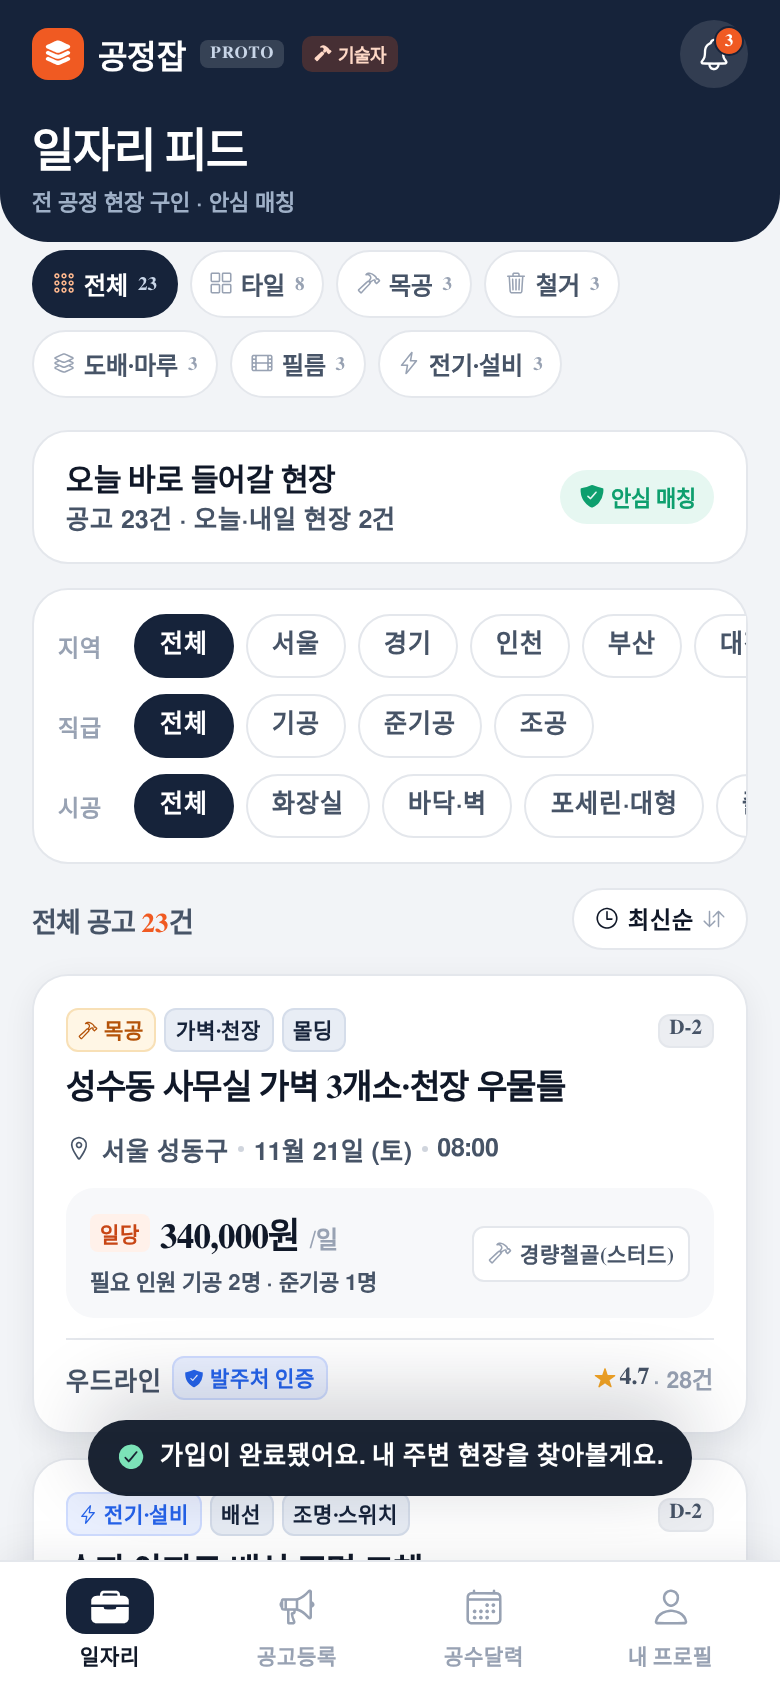 공정잡 PROTO 기술자 3
일자리 피드
전 공정 현장 구인 · 안심 매칭
전체 23 타일 8 목공 3 철거 3
도배·마루 3 필름 3 전기·설비 3
오늘 바로 들어갈 현장
공고 23건 · 오늘·내일 현장 2건
안심 매칭
지역 전체 서울 경기 인천 부산
직급 전체 기공 준기공 조공
시공 전체 화장실 바닥·벽 포세린·대형
전체 공고 23건 최신순
목공 가벽·천장 몰딩 D-2
성수동 사무실 가벽 3개소·천장 우물틀
서울 성동구 • 11월 21일 (토) • 08:00
일당 340,000원 /일
필요 인원 기공 2명 · 준기공 1명
경량철골(스터드)
우드라인 발주처 인증 4.7 · 28건
가입이 완료됐어요. 내 주변 현장을 찾아볼게요.
전기·설비 배선 조명·스위치 D-2
일자리 공고등록 공수달력 내 프로필